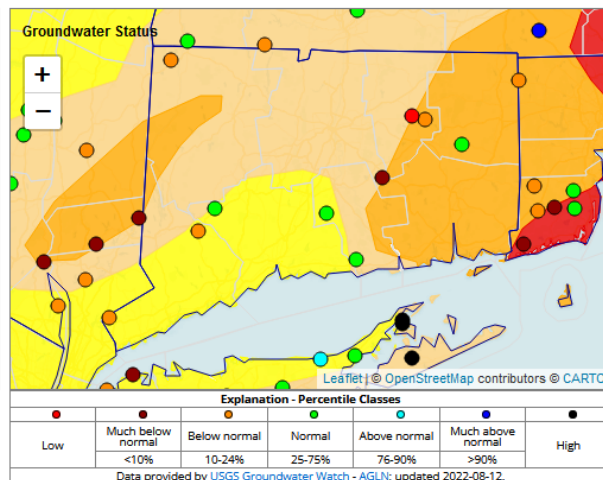 Groundwater Status
+
−
Leaflet | © OpenStreetMap contributors © CARTO
Explanation - Percentile Classes
Low
Much below normal
Below normal
Normal
Above normal
Much above normal
High
<10%
10-24%
25-75%
76-90%
>90%
Data provided by USGS Groundwater Watch - AGLN; updated 2022-08-12.